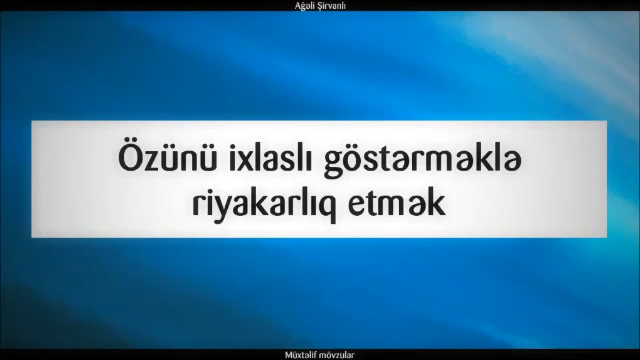 Ağəli Şirvanlı
Özünü ixlaslı göstərməklə
riyakarlıq etmək
Müxtəlif mövzular